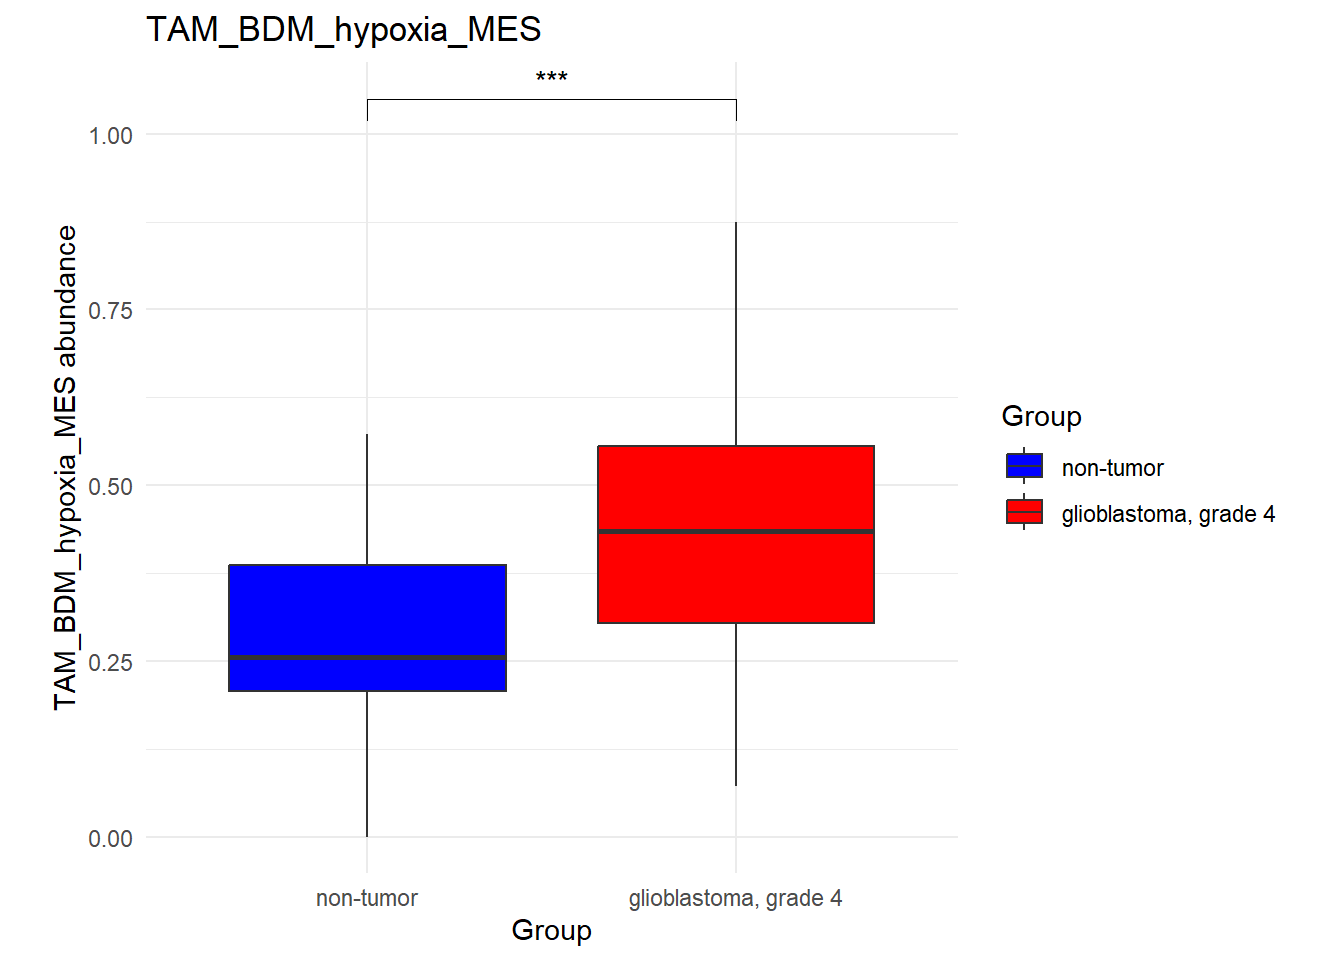 TAM_BDM_hypoxia_MES
***
1.00
0.75
0.50
0.25
0.00
TAM_BDM_hypoxia_MES abundance
non-tumor
glioblastoma, grade 4
Group
Group
non-tumor
glioblastoma, grade 4